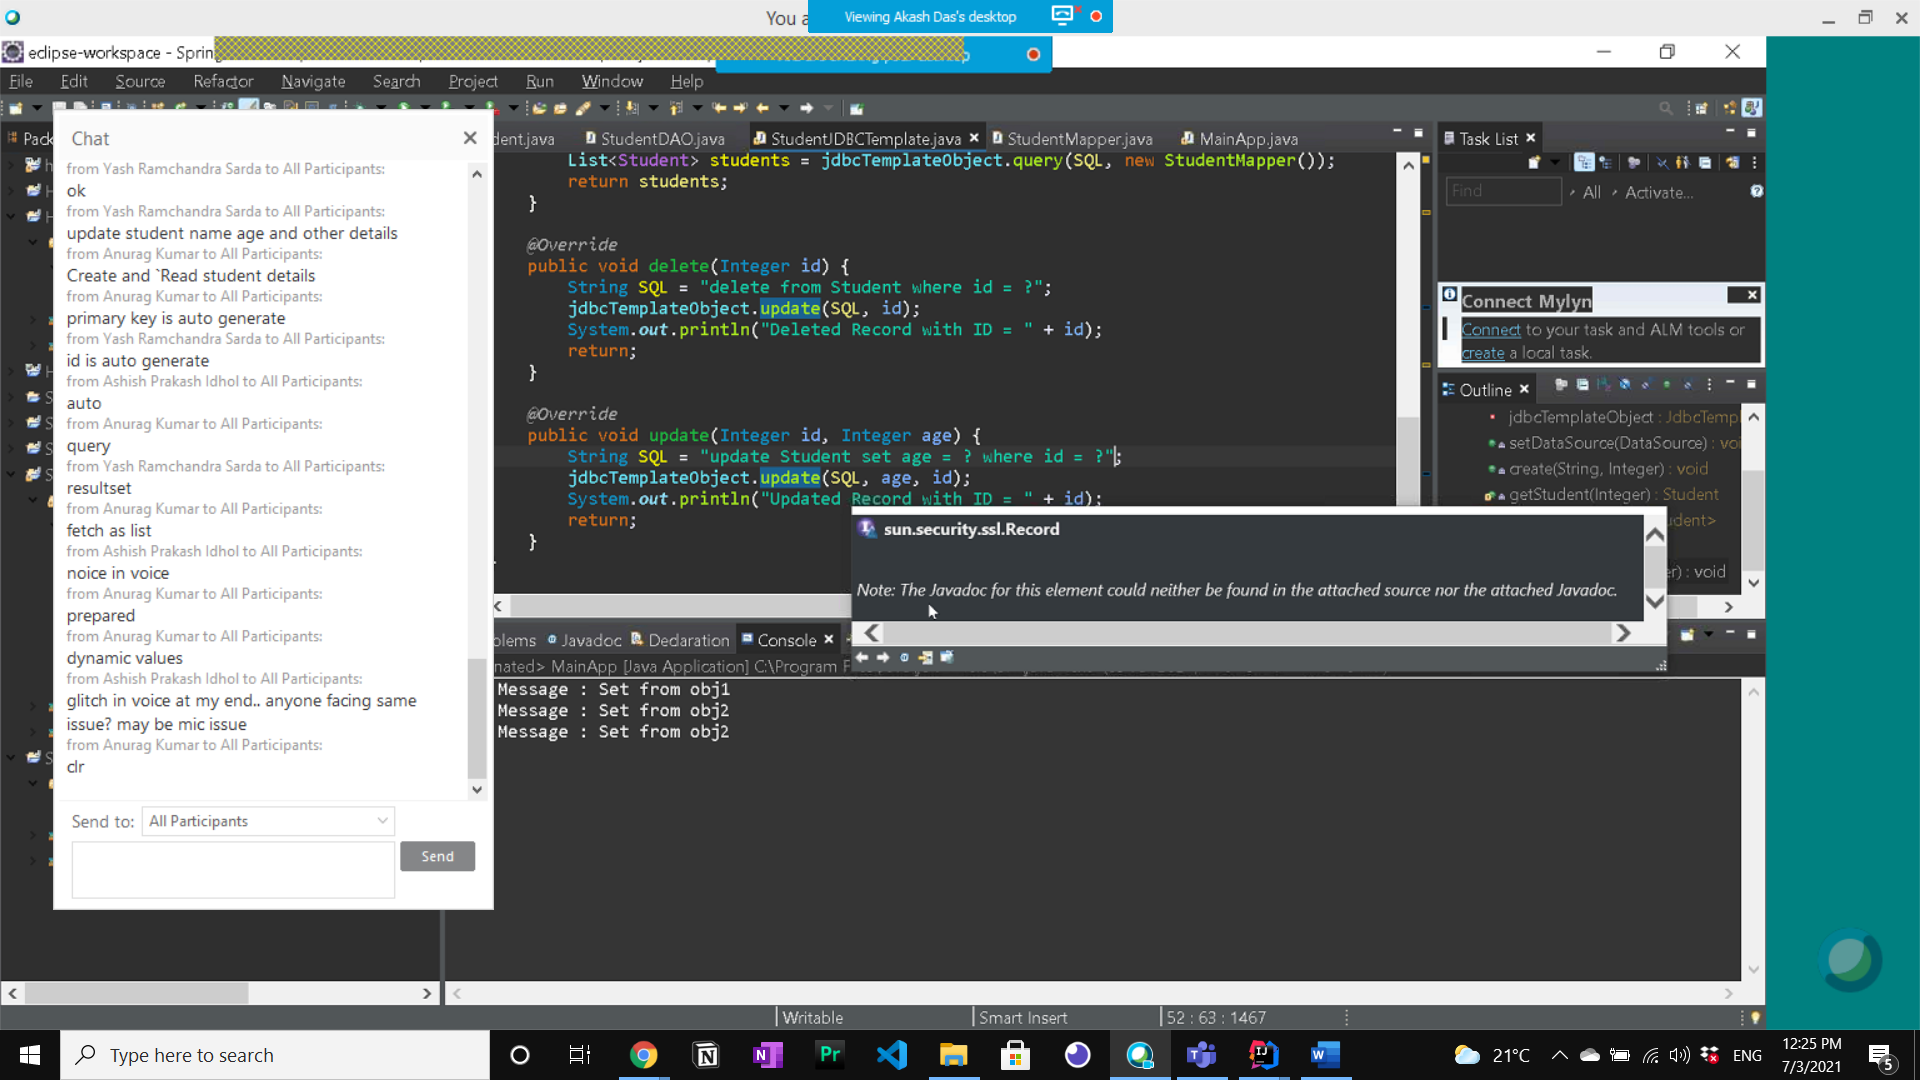 You a
Viewing Akash Das's desktop
eclipse-workspace - Spring
File Edit Source Refactor Navigate Search Project Run Window Help
Pack
dent.java StudentDAO.java StudentJDBCTemplate.java StudentMapper.java MainApp.java
Chat
from Yash Ramchandra Sarda to All Participants:
ok
from Yash Ramchandra Sarda to All Participants:
update student name age and other details
from Anurag Kumar to All Participants:
Create and `Read student details
from Anurag Kumar to All Participants:
primary key is auto generate
from Yash Ramchandra Sarda to All Participants:
id is auto generate
from Ashish Prakash Idhol to All Participants:
auto
from Anurag Kumar to All Participants:
query
from Yash Ramchandra Sarda to All Participants:
resultset
from Anurag Kumar to All Participants:
fetch as list
from Ashish Prakash Idhol to All Participants:
noice in voice
from Anurag Kumar to All Participants:
prepared
from Anurag Kumar to All Participants:
dynamic values
from Ashish Prakash Idhol to All Participants:
glitch in voice at my end.. anyone facing same
issue? may be mic issue
from Anurag Kumar to All Participants:
clr
Send to: All Participants
Send
List<Student> students = jdbcTemplateObject.query(SQL, new StudentMapper());
return students;
}
@Override
public void delete(Integer id) {
String SQL = "delete from Student where id = ?";
jdbcTemplateObject.update(SQL, id);
System.out.println("Deleted Record with ID = " + id);
return;
}
@Override
public void update(Integer id, Integer age) {
String SQL = "update Student set age = ? where id = ?";
jdbcTemplateObject.update(SQL, age, id);
System.out.println("Updated Record with ID = " + id);
return;
}
sun.security.ssl.Record
Note: The Javadoc for this element could neither be found in the attached source nor the attached Javadoc.
Task List
Find All Activate...
Connect Mylyn
Connect to your task and ALM tools or
create a local task.
Outline
jdbcTemplateObject : JdbcTempl
setDataSource(DataSource) : voi
create(String, Integer) : void
getStudent(Integer) : Student
udent>
er) : void
blems Javadoc Declaration Console
nated> MainApp [Java Application] C:\Program F
Message : Set from obj1
Message : Set from obj2
Message : Set from obj2
Writable Smart Insert 52 : 63 : 1467
Type here to search
21°C ENG 12:25 PM
7/3/2021
5